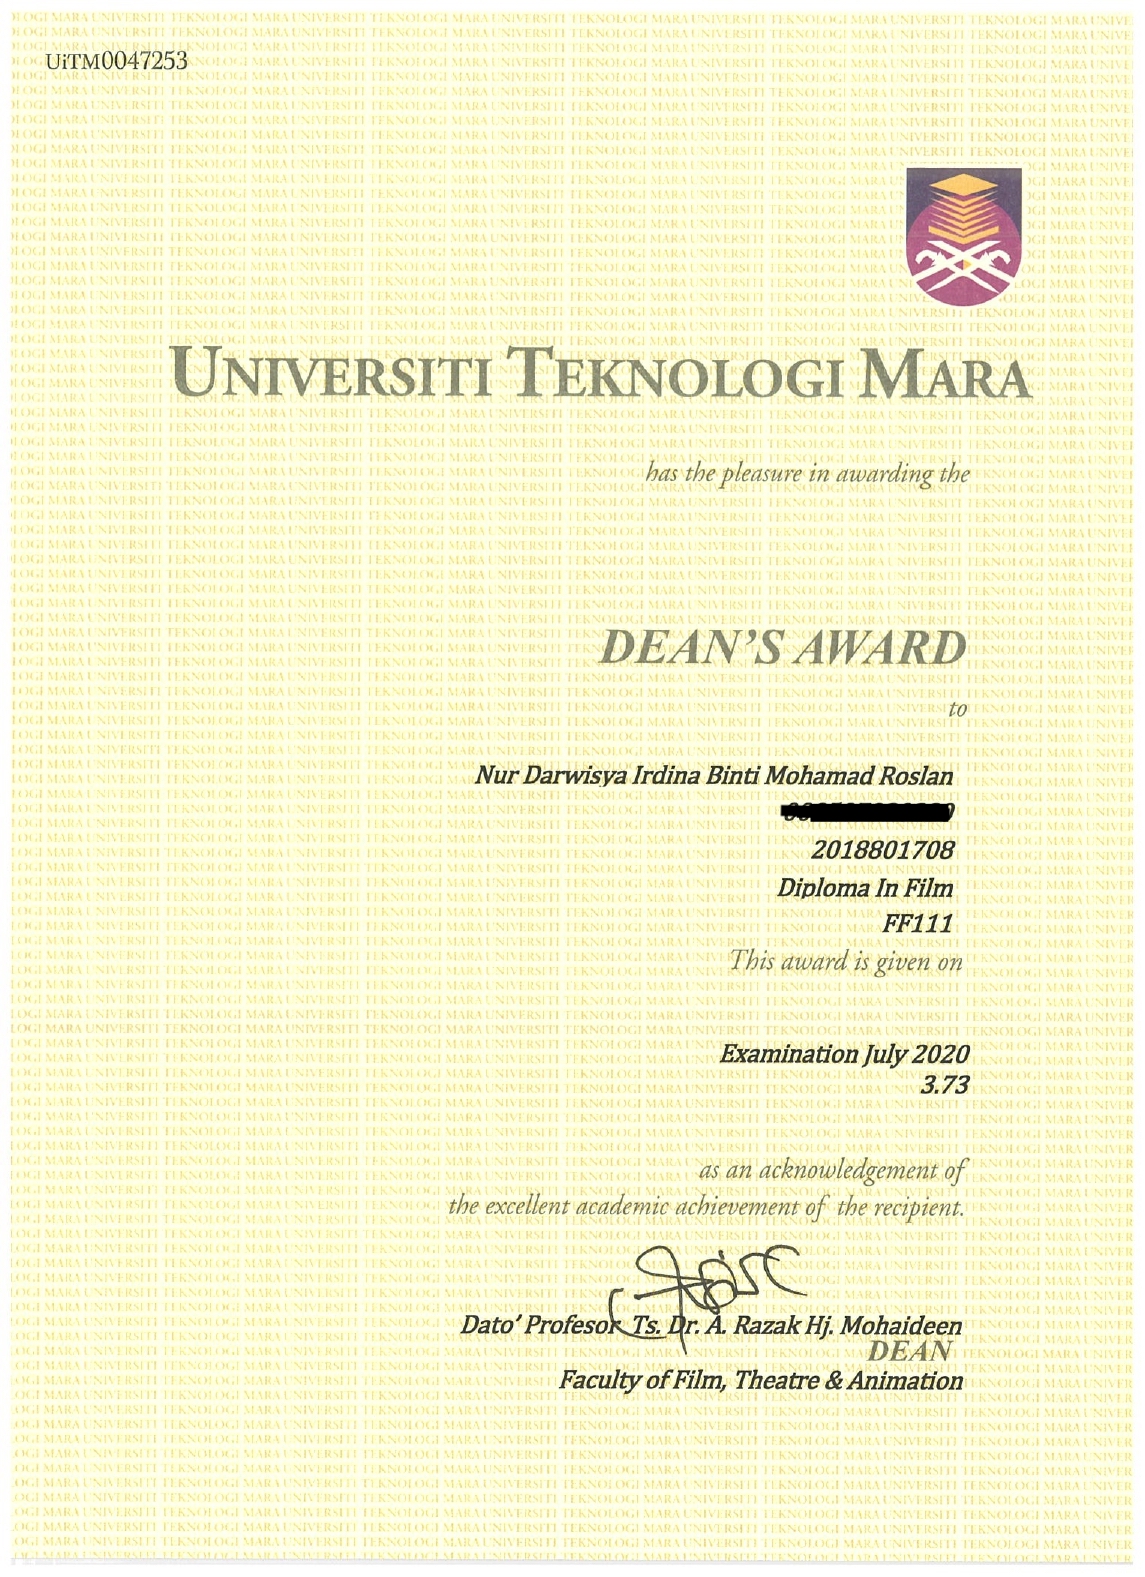 UiTM0047253
UNIVERSITI TEKNOLOGI MARA
has the pleasure in awarding the
DEAN'S AWARD
to
Nur Darwisya Irdina Binti Mohamad Roslan
2018801708
Diploma In Film
FF111
This award is given on
Examination July 2020
3.73
as an acknowledgement of
the excellent academic achievement of the recipient.
Dato' Profesor Ts. Dr. A. Razak Hj. Mohaideen
DEAN
Faculty of Film, Theatre & Animation